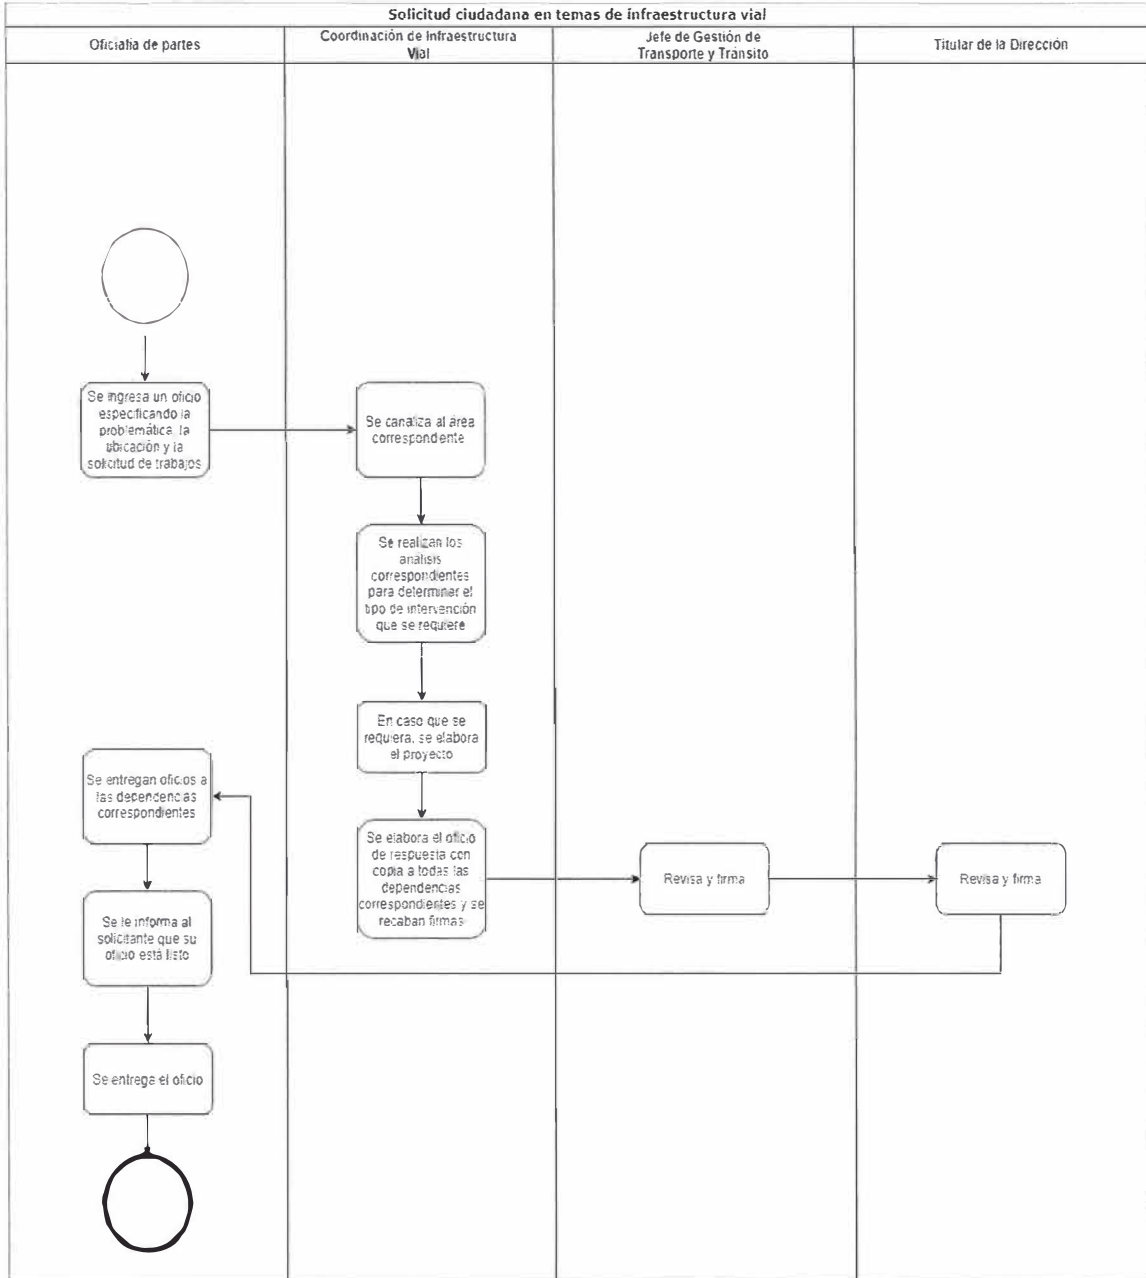 Solicitud ciudadana en temas de infraestructura vial
Oficialía de partes
Coordinación de Infraestructura
Vial
Jefe de Gestión de
Transporte y Tránsito
Titular de la Dirección
Se ingresa un oficio
especificando la
problemática, la
ubicación y la
solicitud de trabajos
Se canaliza al área
correspondiente
Se realizan los
análisis
correspondientes
para determinar el
tipo de intervención
que se requiere
En caso que se
requiera, se elabora
el proyecto
Se elabora el oficio
de respuesta con
copia a todas las
dependencias
correspondientes y se
recaban firmas
Revisa y firma
Revisa y firma
Se entregan oficios a
las dependencias
correspondientes
Se le informa al
solicitante que su
oficio está listo
Se entrega el oficio